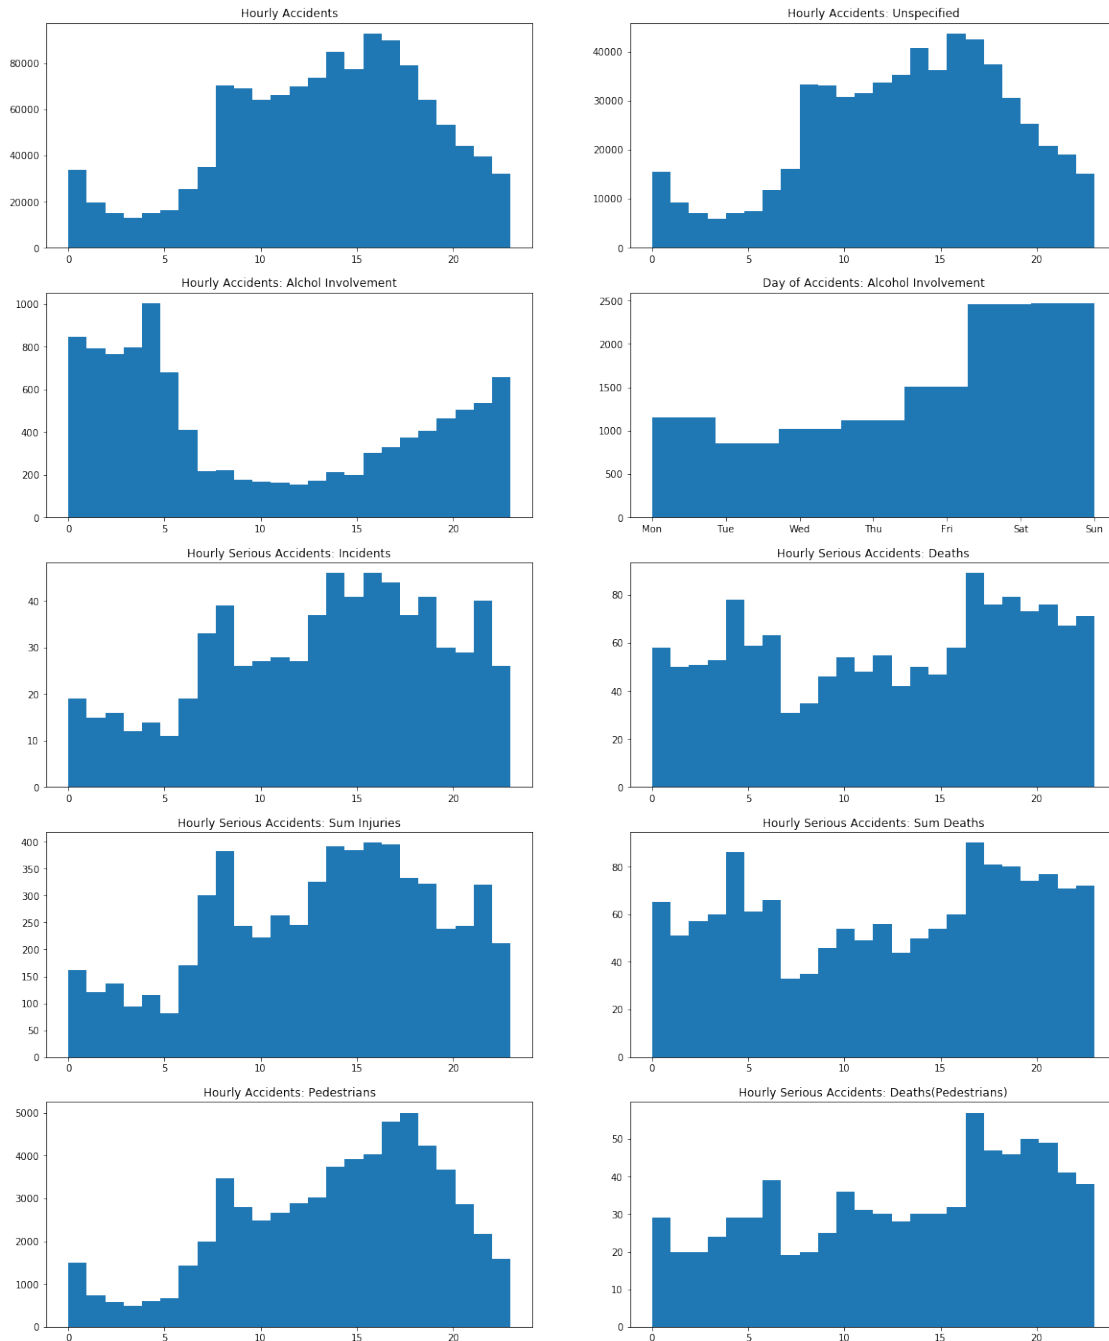 Hourly Accidents
80000
60000
40000
20000
0
0 5 10 15 20
Hourly Accidents: Unspecified
40000
30000
20000
10000
0
0 5 10 15 20
Hourly Accidents: Alchol Involvement
1000
800
600
400
200
0
0 5 10 15 20
Day of Accidents: Alcohol Involvement
2500
2000
1500
1000
500
0
Mon Tue Wed Thu Fri Sat Sun
Hourly Serious Accidents: Incidents
40
30
20
10
0
0 5 10 15 20
Hourly Serious Accidents: Deaths
80
60
40
20
0
0 5 10 15 20
Hourly Serious Accidents: Sum Injuries
400
350
300
250
200
150
100
50
0
0 5 10 15 20
Hourly Serious Accidents: Sum Deaths
80
60
40
20
0
0 5 10 15 20
Hourly Accidents: Pedestrians
5000
4000
3000
2000
1000
0
0 5 10 15 20
Hourly Serious Accidents: Deaths(Pedestrians)
50
40
30
20
10
0
0 5 10 15 20